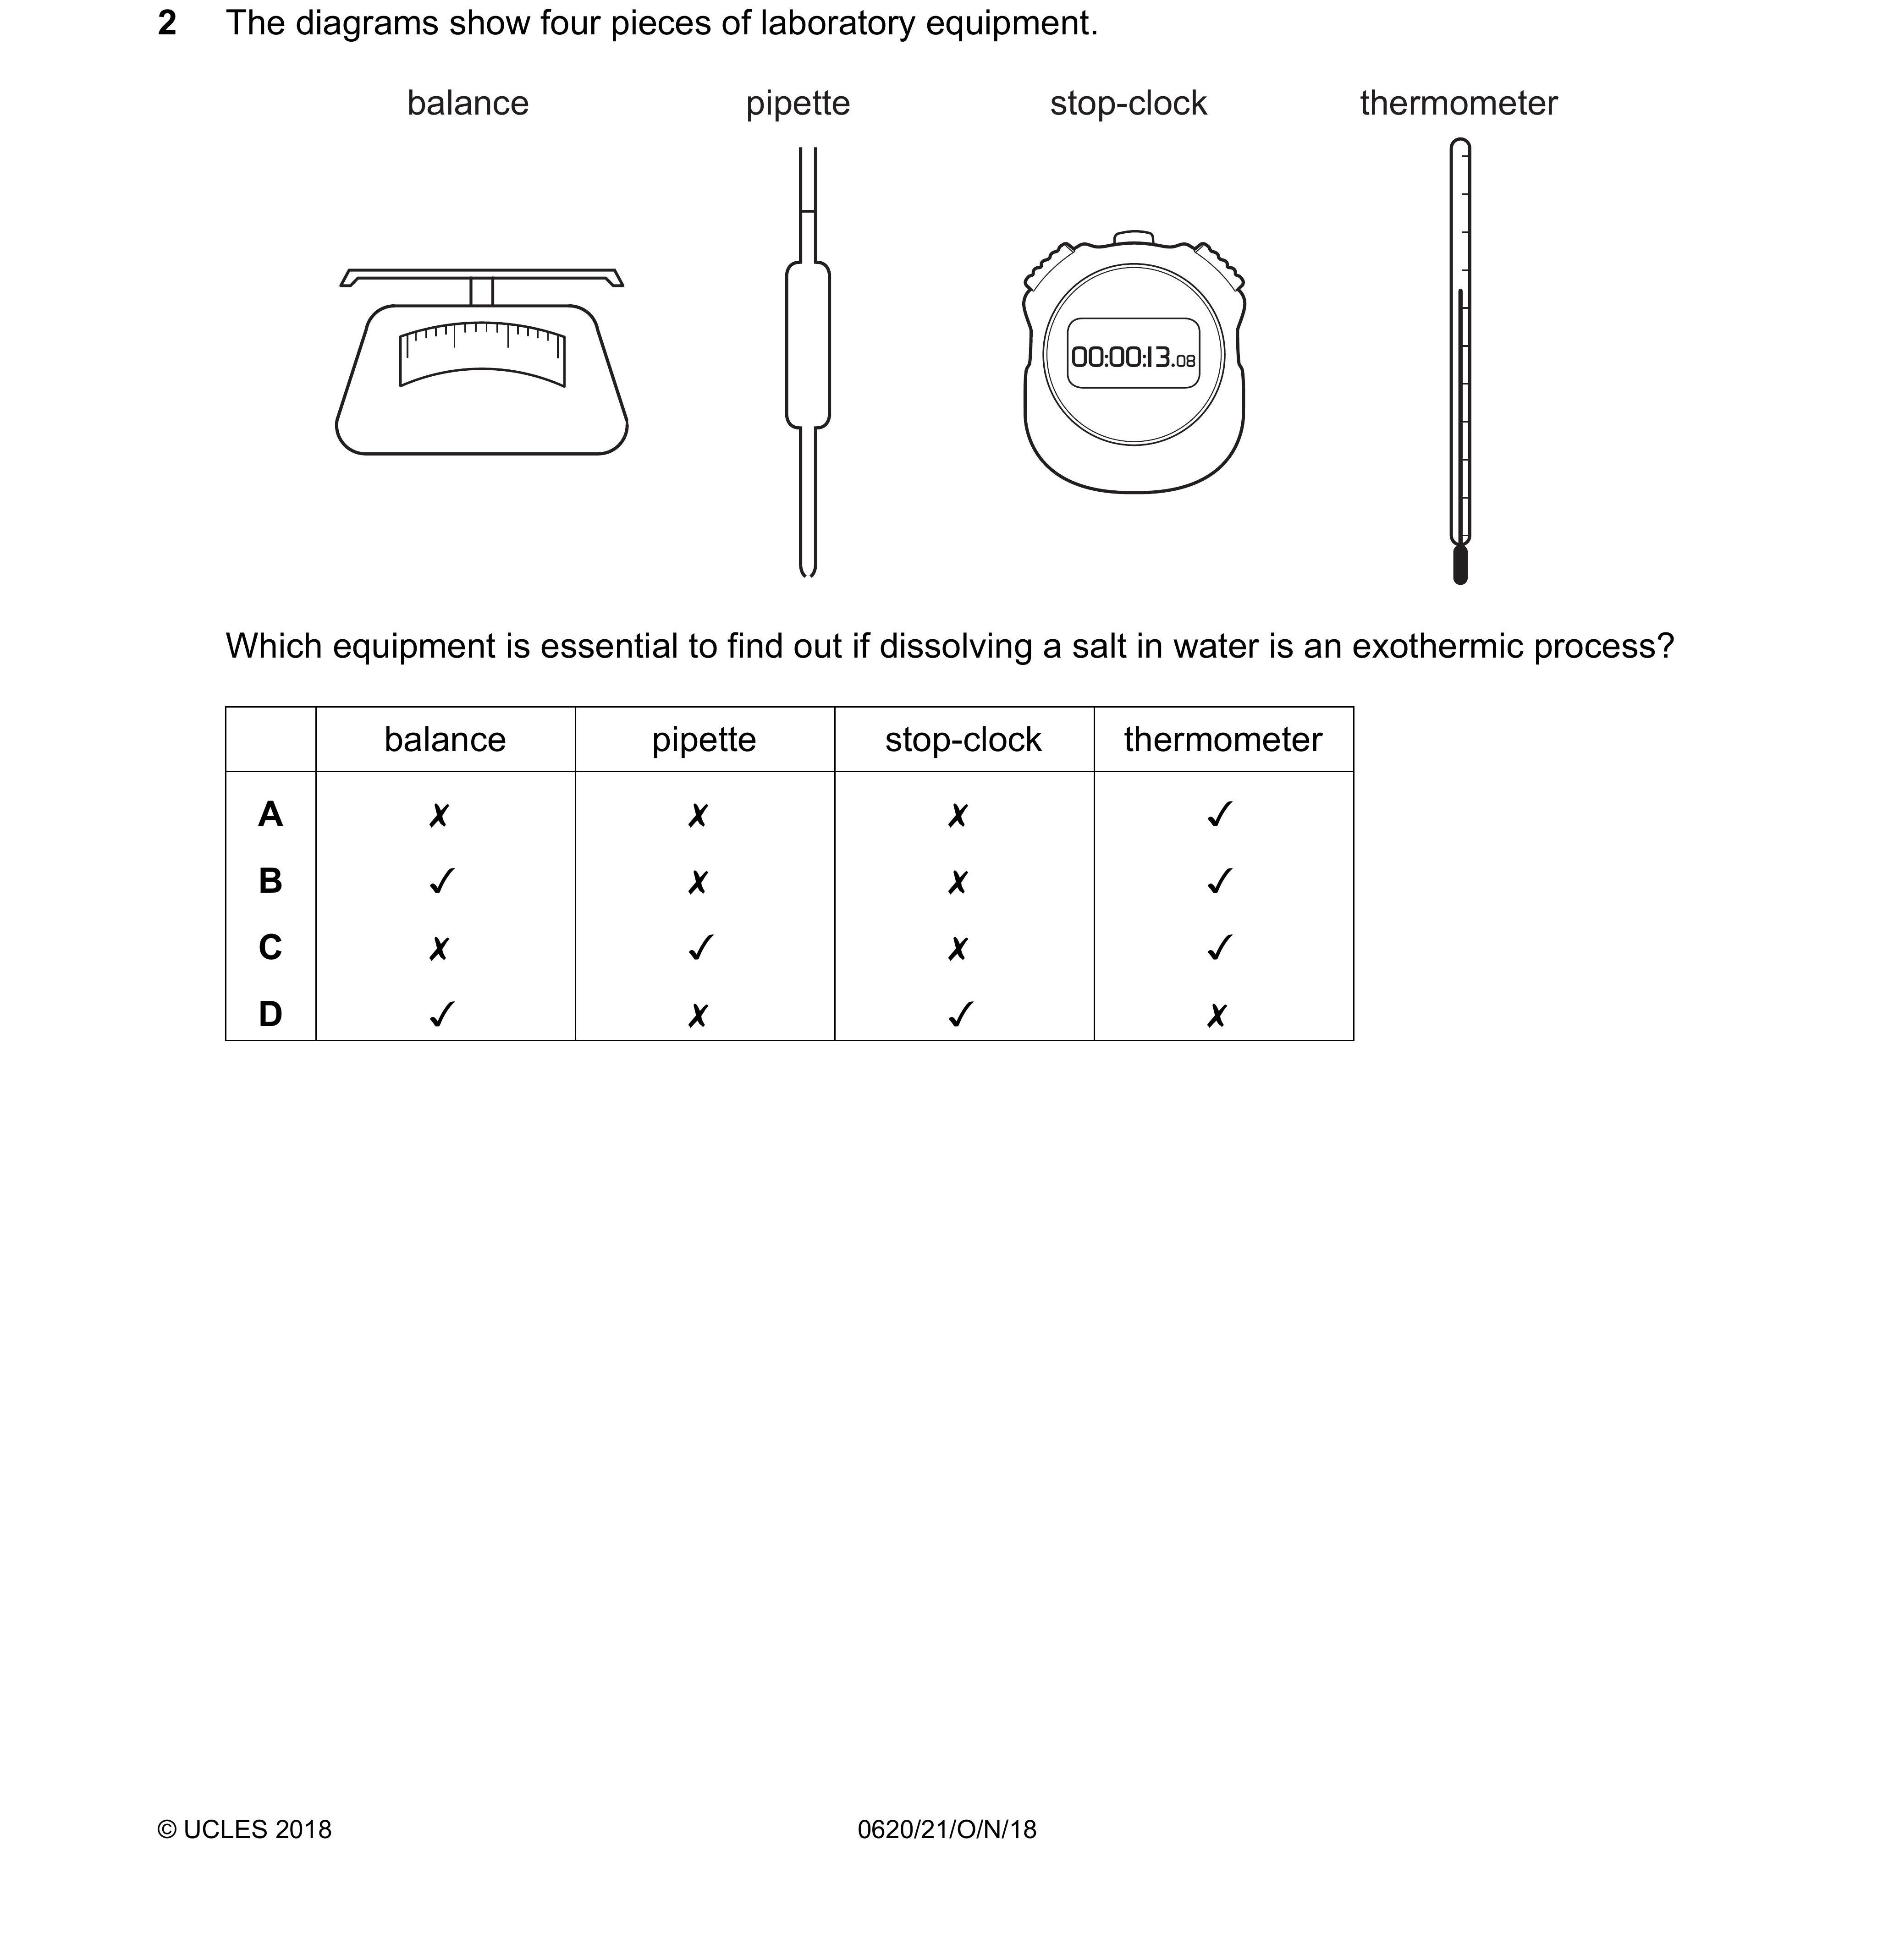 2 The diagrams show four pieces of laboratory equipment.
balance pipette stop-clock thermometer
00:00:13.08
Which equipment is essential to find out if dissolving a salt in water is an exothermic process?
balance pipette stop-clock thermometer
A ✗ ✗ ✗ ✓
B ✓ ✗ ✗ ✓
C ✗ ✓ ✗ ✓
D ✓ ✗ ✓ ✗
© UCLES 2018 0620/21/O/N/18